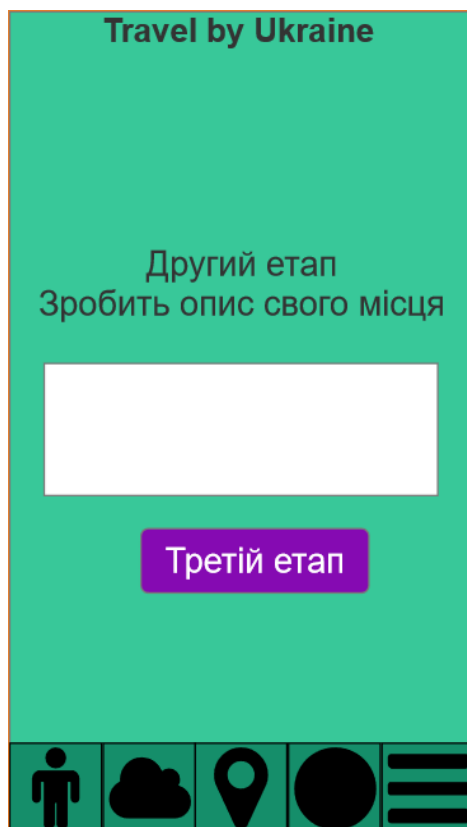 Travel by Ukraine
Другий етап
Зробить опис свого місця
Третій етап